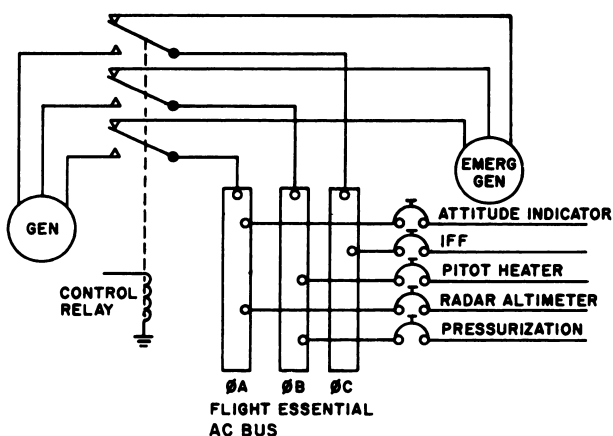 GEN
EMERG
GEN
ATTITUDE INDICATOR
IFF
PITOT HEATER
RADAR ALTIMETER
PRESSURIZATION
CONTROL
RELAY
ØA ØB ØC
FLIGHT ESSENTIAL
AC BUS